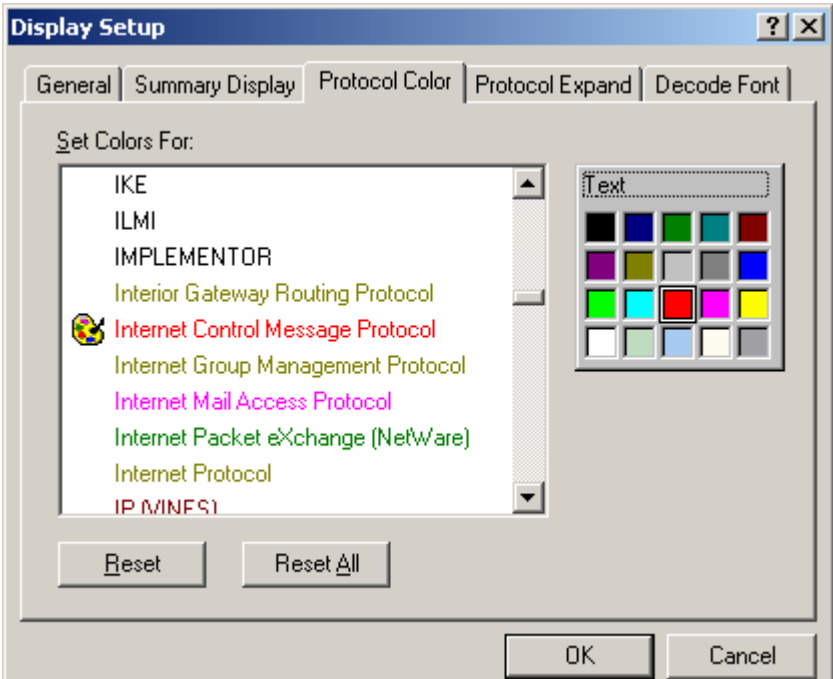 Display Setup
General Summary Display Protocol Color Protocol Expand Decode Font
Set Colors For:
IKE
ILMI
IMPLEMENTOR
Interior Gateway Routing Protocol
Internet Control Message Protocol
Internet Group Management Protocol
Internet Mail Access Protocol
Internet Packet eXchange (NetWare)
Internet Protocol
IP (VINES)
Text
Reset Reset All
OK Cancel